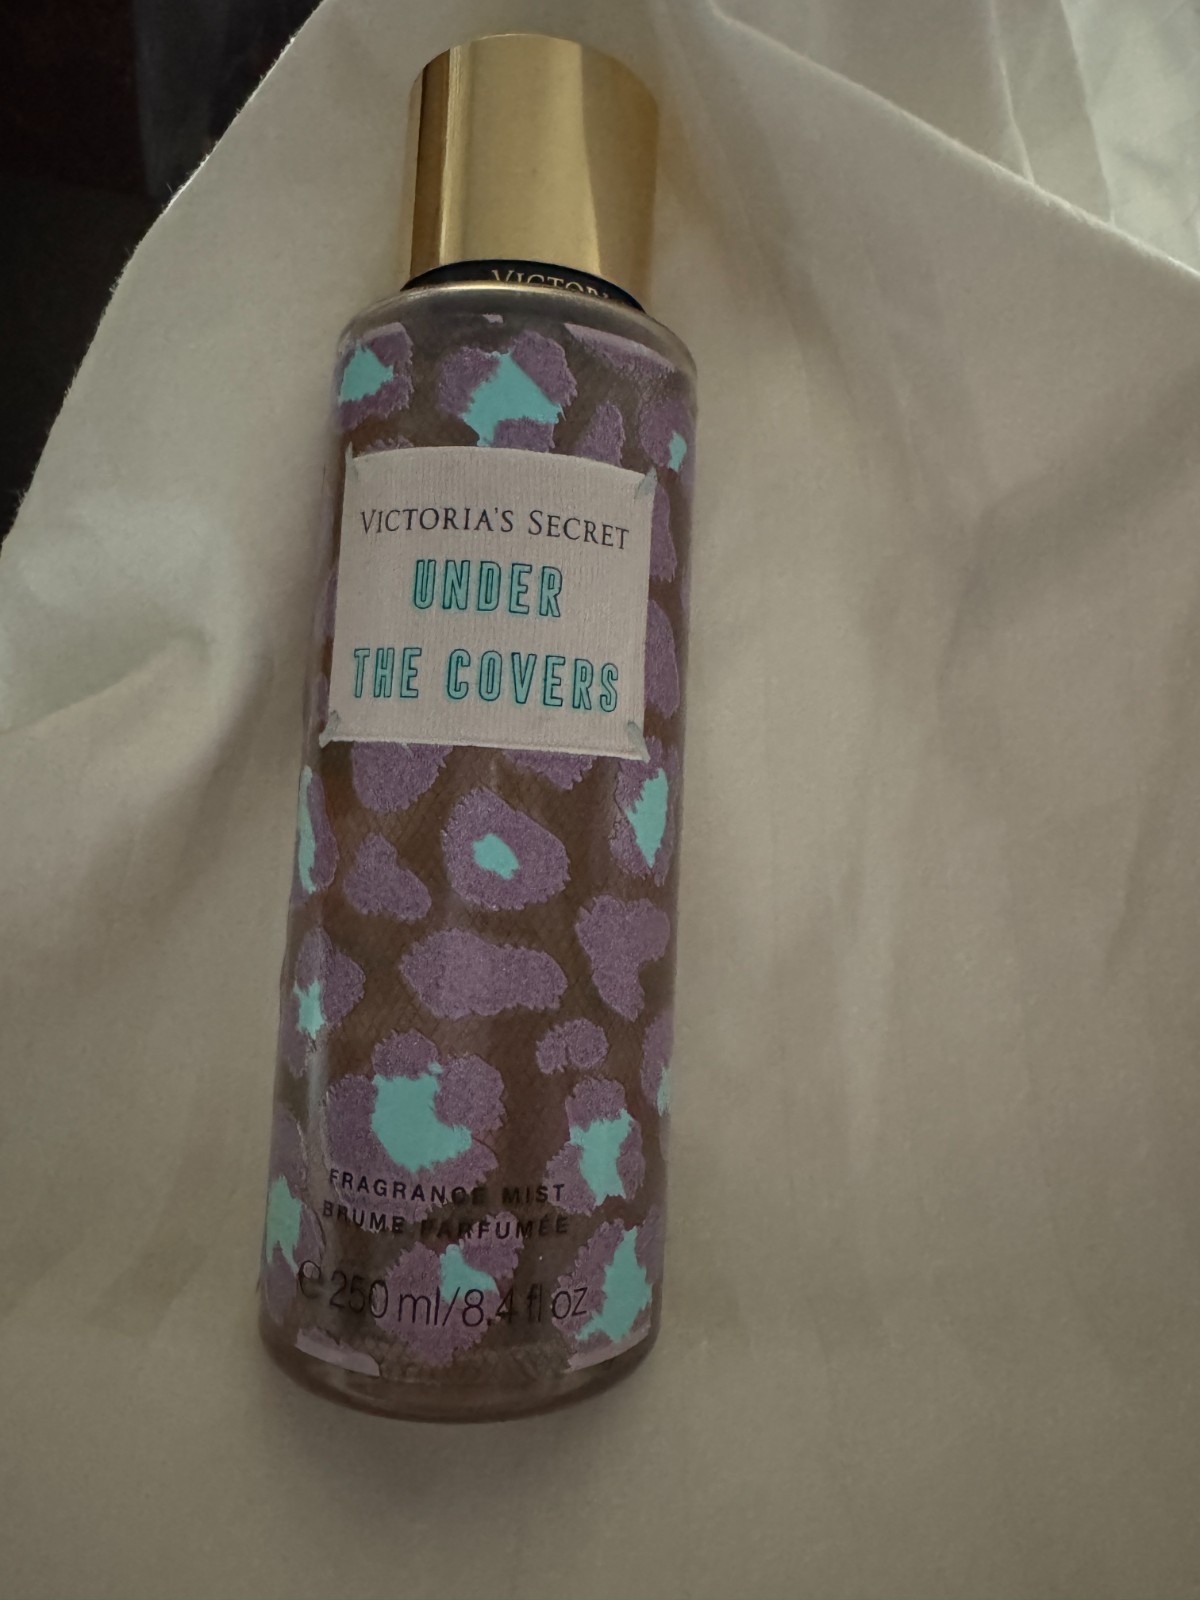 VICTORIA'S SECRET
UNDER
THE COVERS
FRAGRANCE MIST
BRUME PARFUMÉE
℮ 250 ml/8.4 fl oz